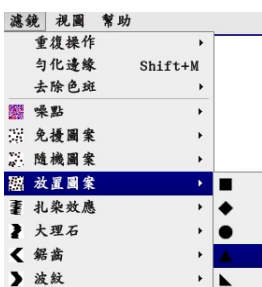 濾鏡 視圖 幫助
重復操作
勻化邊緣 Shift+M
去除色斑
噪點
免擾圖案
隨機圖案
放置圖案
扎染效應
大理石
鋸齒
波紋